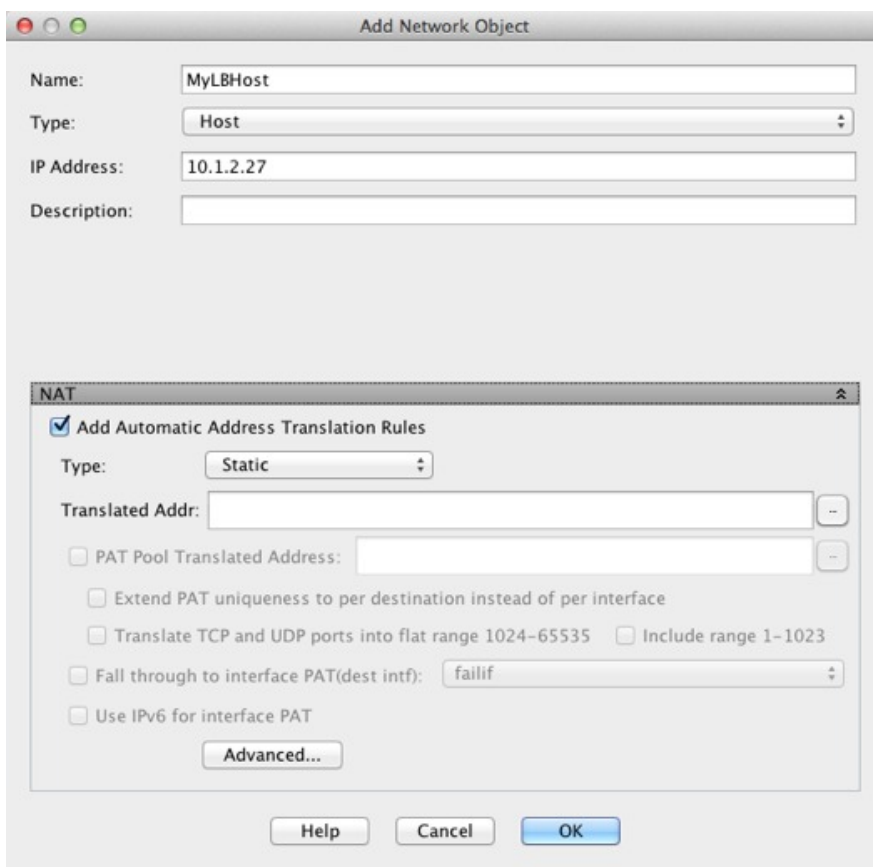 Add Network Object
Name: MyLBHost
Type: Host
IP Address: 10.1.2.27
Description:
NAT
Add Automatic Address Translation Rules
Type: Static
Translated Addr: ..
PAT Pool Translated Address: ..
Extend PAT uniqueness to per destination instead of per interface
Translate TCP and UDP ports into flat range 1024-65535 Include range 1-1023
Fall through to interface PAT(dest intf): failif
Use IPv6 for interface PAT
Advanced...
Help Cancel OK